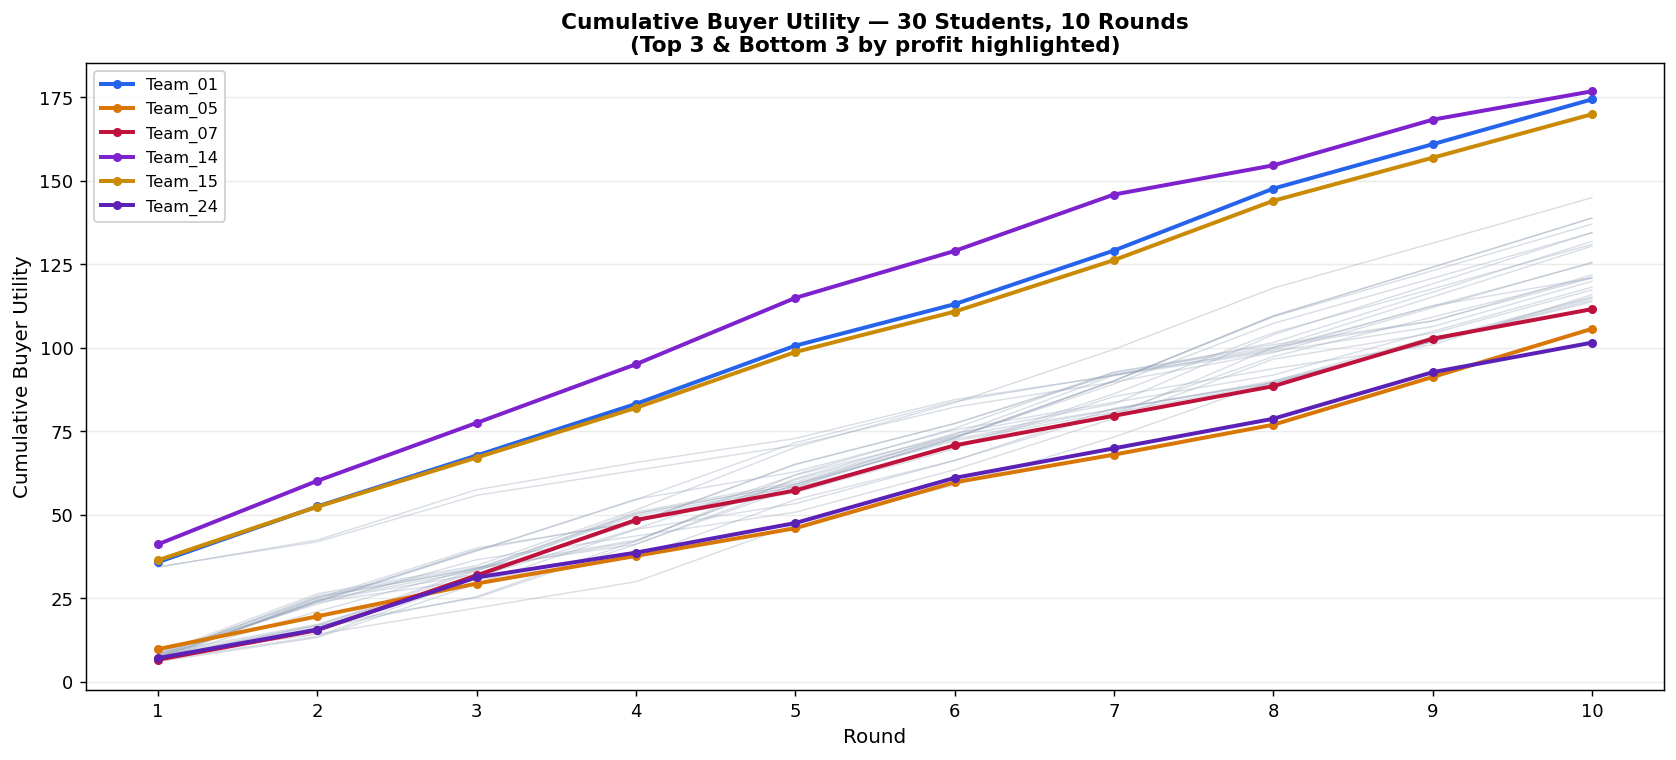 Cumulative Buyer Utility — 30 Students, 10 Rounds
(Top 3 & Bottom 3 by profit highlighted)
Team_01
Team_05
Team_07
Team_14
Team_15
Team_24
Cumulative Buyer Utility
175
150
125
100
75
50
25
0
1 2 3 4 5 6 7 8 9 10
Round